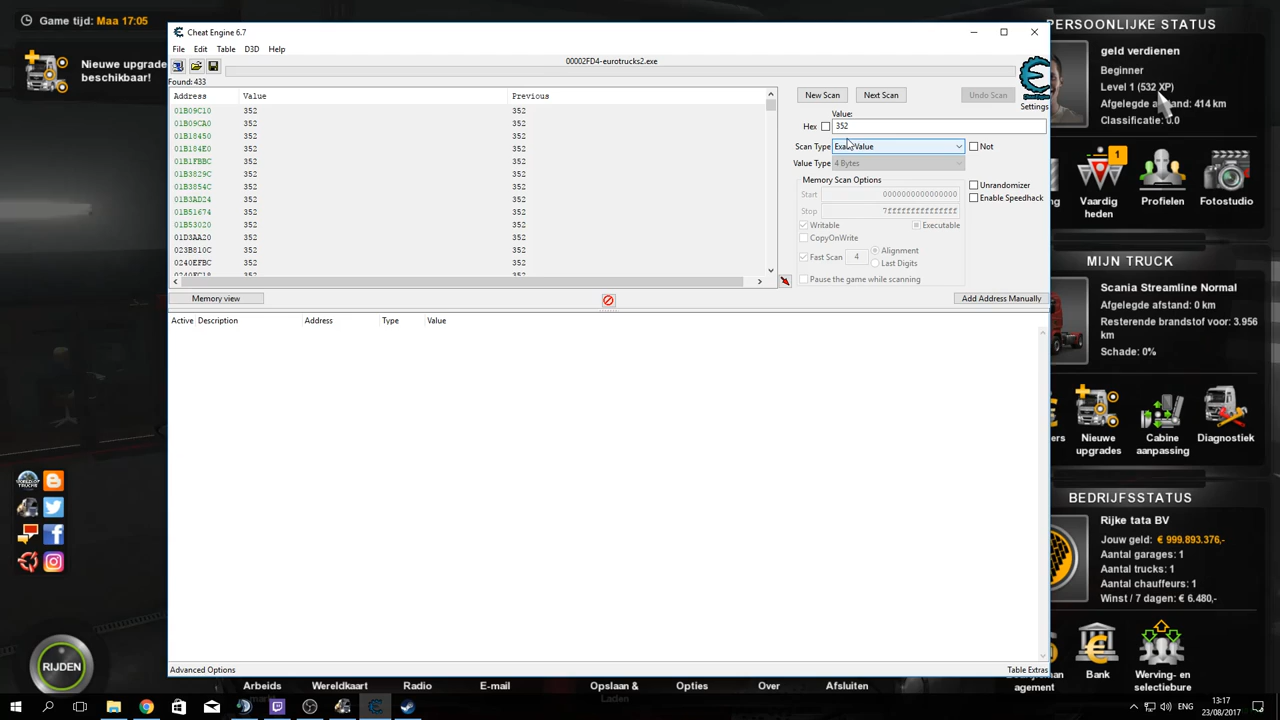 Game tijd: Maa 17:05
Nieuwe upgrade
beschikbaar!
RIJDEN
Cheat Engine 6.7
File Edit Table D3D Help
00002FD4-eurotrucks2.exe
Found: 433
Address Value Previous
01B09C10 352 352
01B09CA0 352 352
01B18450 352 352
01B184E0 352 352
01B1FBBC 352 352
01B3829C 352 352
01B3854C 352 352
01B3AD24 352 352
01B51674 352 352
01B53020 352 352
01D3AA20 352 352
023B810C 352 352
0240EFBC 352 352
0240FC18 352 352
New Scan Next Scan Undo Scan
Settings
Value:
Hex 352
Scan Type Exact Value Not
Value Type 4 Bytes
Memory Scan Options
Start 0000000000000000
Stop 7fffffffffffffff
Writable Executable
CopyOnWrite
Fast Scan 4 Alignment
Last Digits
Pause the game while scanning
Unrandomizer
Enable Speedhack
Memory view Add Address Manually
Active Description Address Type Value
Advanced Options Table Extras
PERSOONLIJKE STATUS
geld verdienen
Beginner
Level 1 (532 XP)
Afgelegde afstand: 414 km
Classificatie: 0.0
1
Vaardig
heden
Profielen
Fotostudio
MIJN TRUCK
Scania Streamline Normal
Afgelegde afstand: 0 km
Resterende brandstof voor: 3.956
km
Schade: 0%
Nieuwe
upgrades
Cabine
aanpassing
Diagnostiek
BEDRIJFSSTATUS
Rijke tata BV
Jouw geld: € 999.893.376,-
Aantal garages: 1
Aantal trucks: 1
Aantal chauffeurs: 1
Winst / 7 dagen: € 6.480,-
Bank
Werving- en
selectiebure
Arbeids Wereldkaart Radio E-mail Opslaan & Laden Opties Over Afsluiten
ENG
13:17
23/08/2017